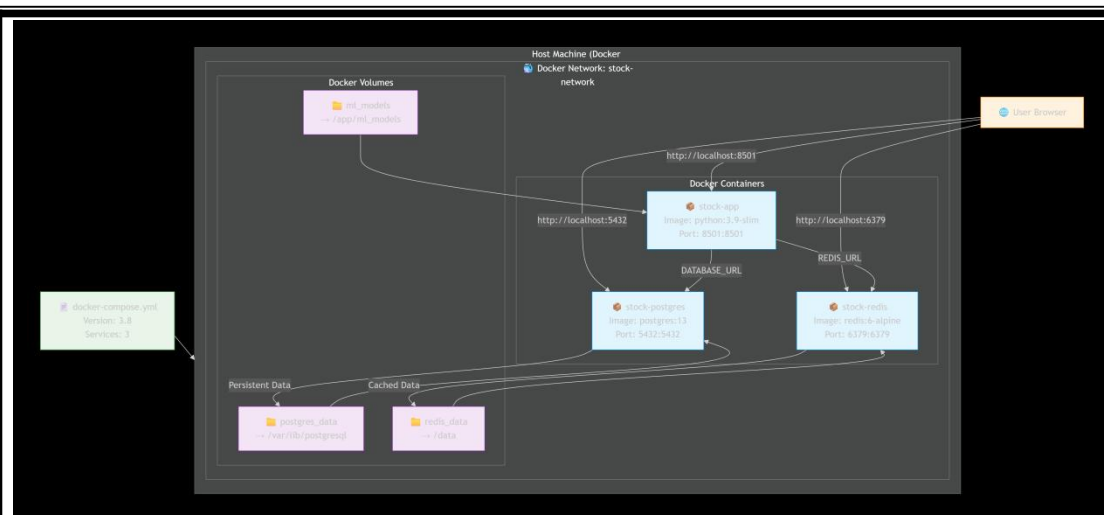 Host Machine (Docker
Docker Network: stock-
network
Docker Volumes
ml_models
→ /app/ml_models
User Browser
http://localhost:8501
Docker Containers
stock-app
Image: python:3.9-slim
Port: 8501:8501
http://localhost:5432
http://localhost:6379
REDIS_URL
DATABASE_URL
docker-compose.yml
Version: 3.8
Services: 3
stock-postgres
Image: postgres:13
Port: 5432:5432
stock-redis
Image: redis:6-alpine
Port: 6379:6379
Persistent Data
Cached Data
postgres_data
→ /var/lib/postgresql
redis_data
→ /data